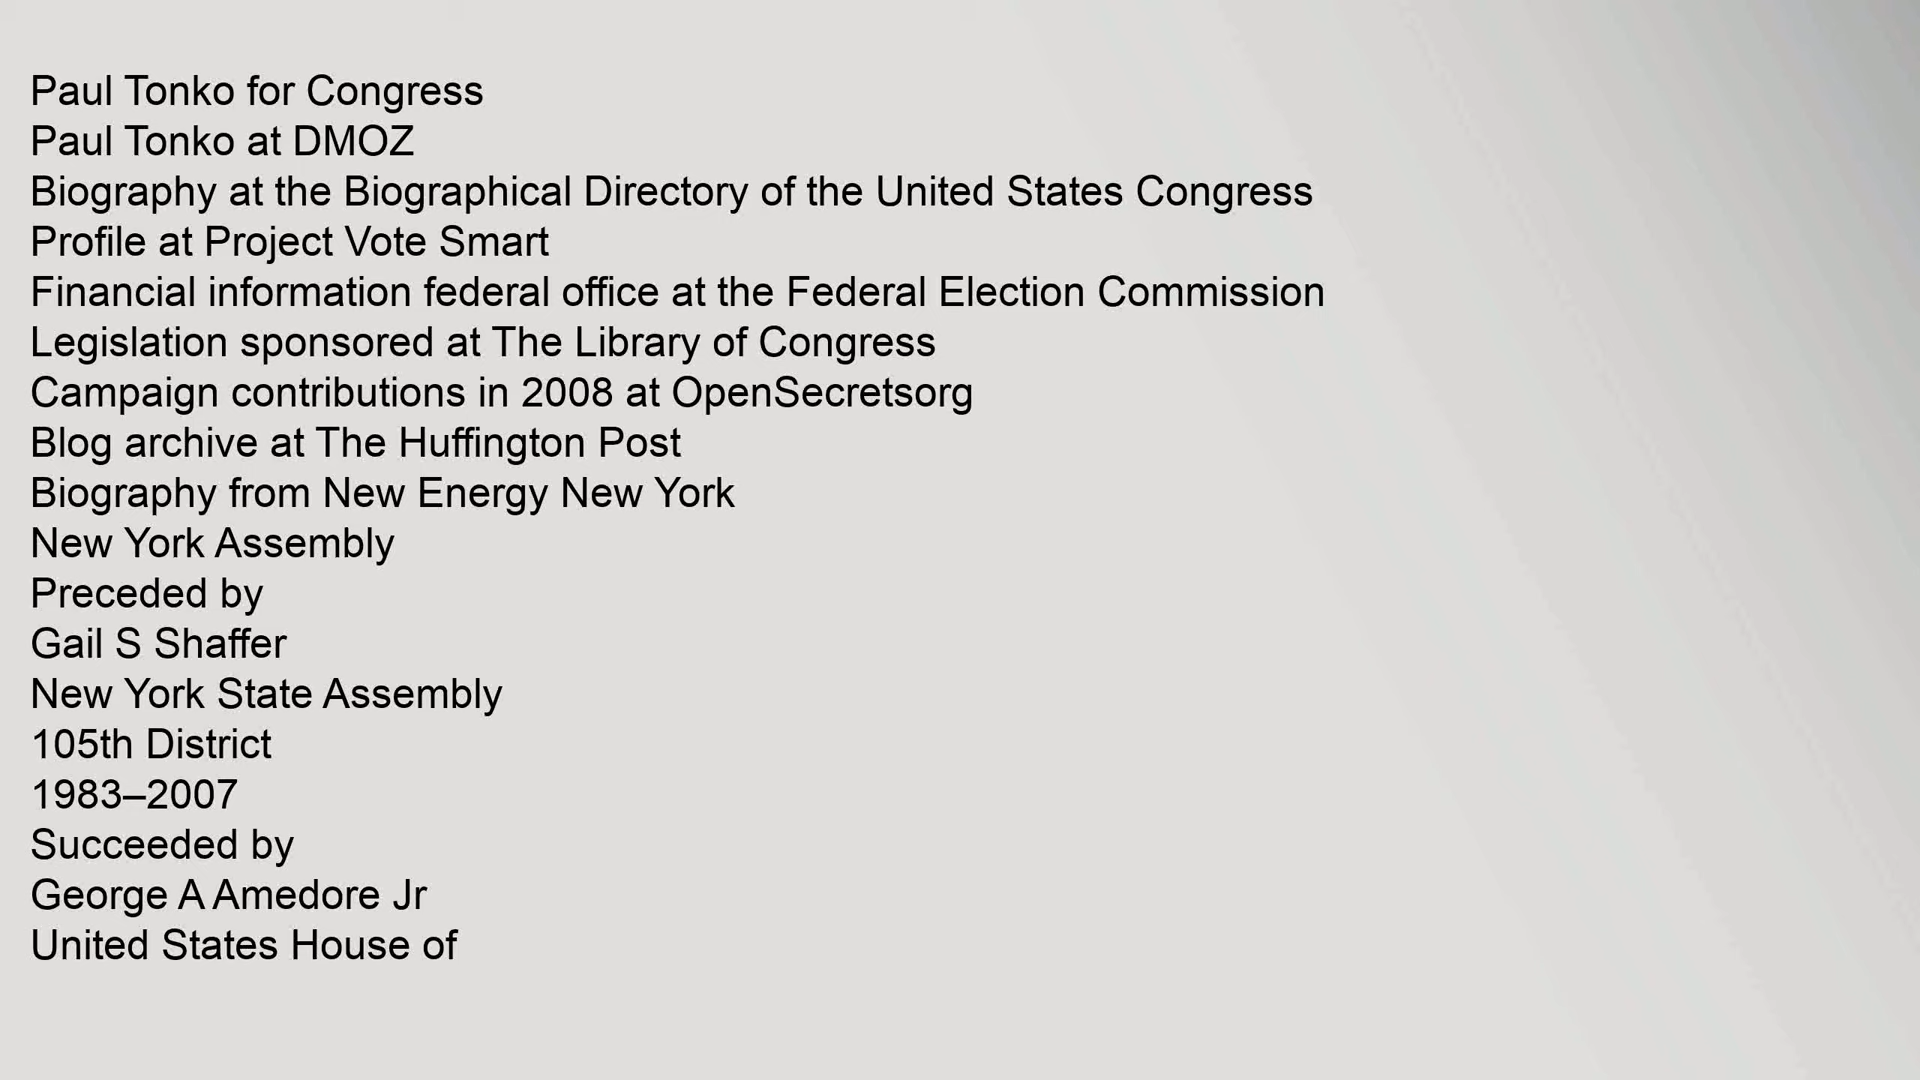 Paul Tonko for Congress
Paul Tonko at DMOZ
Biography at the Biographical Directory of the United States Congress
Profile at Project Vote Smart
Financial information federal office at the Federal Election Commission
Legislation sponsored at The Library of Congress
Campaign contributions in 2008 at OpenSecretsorg
Blog archive at The Huffington Post
Biography from New Energy New York
New York Assembly
Preceded by
Gail S Shaffer
New York State Assembly
105th District
1983–2007
Succeeded by
George A Amedore Jr
United States House of